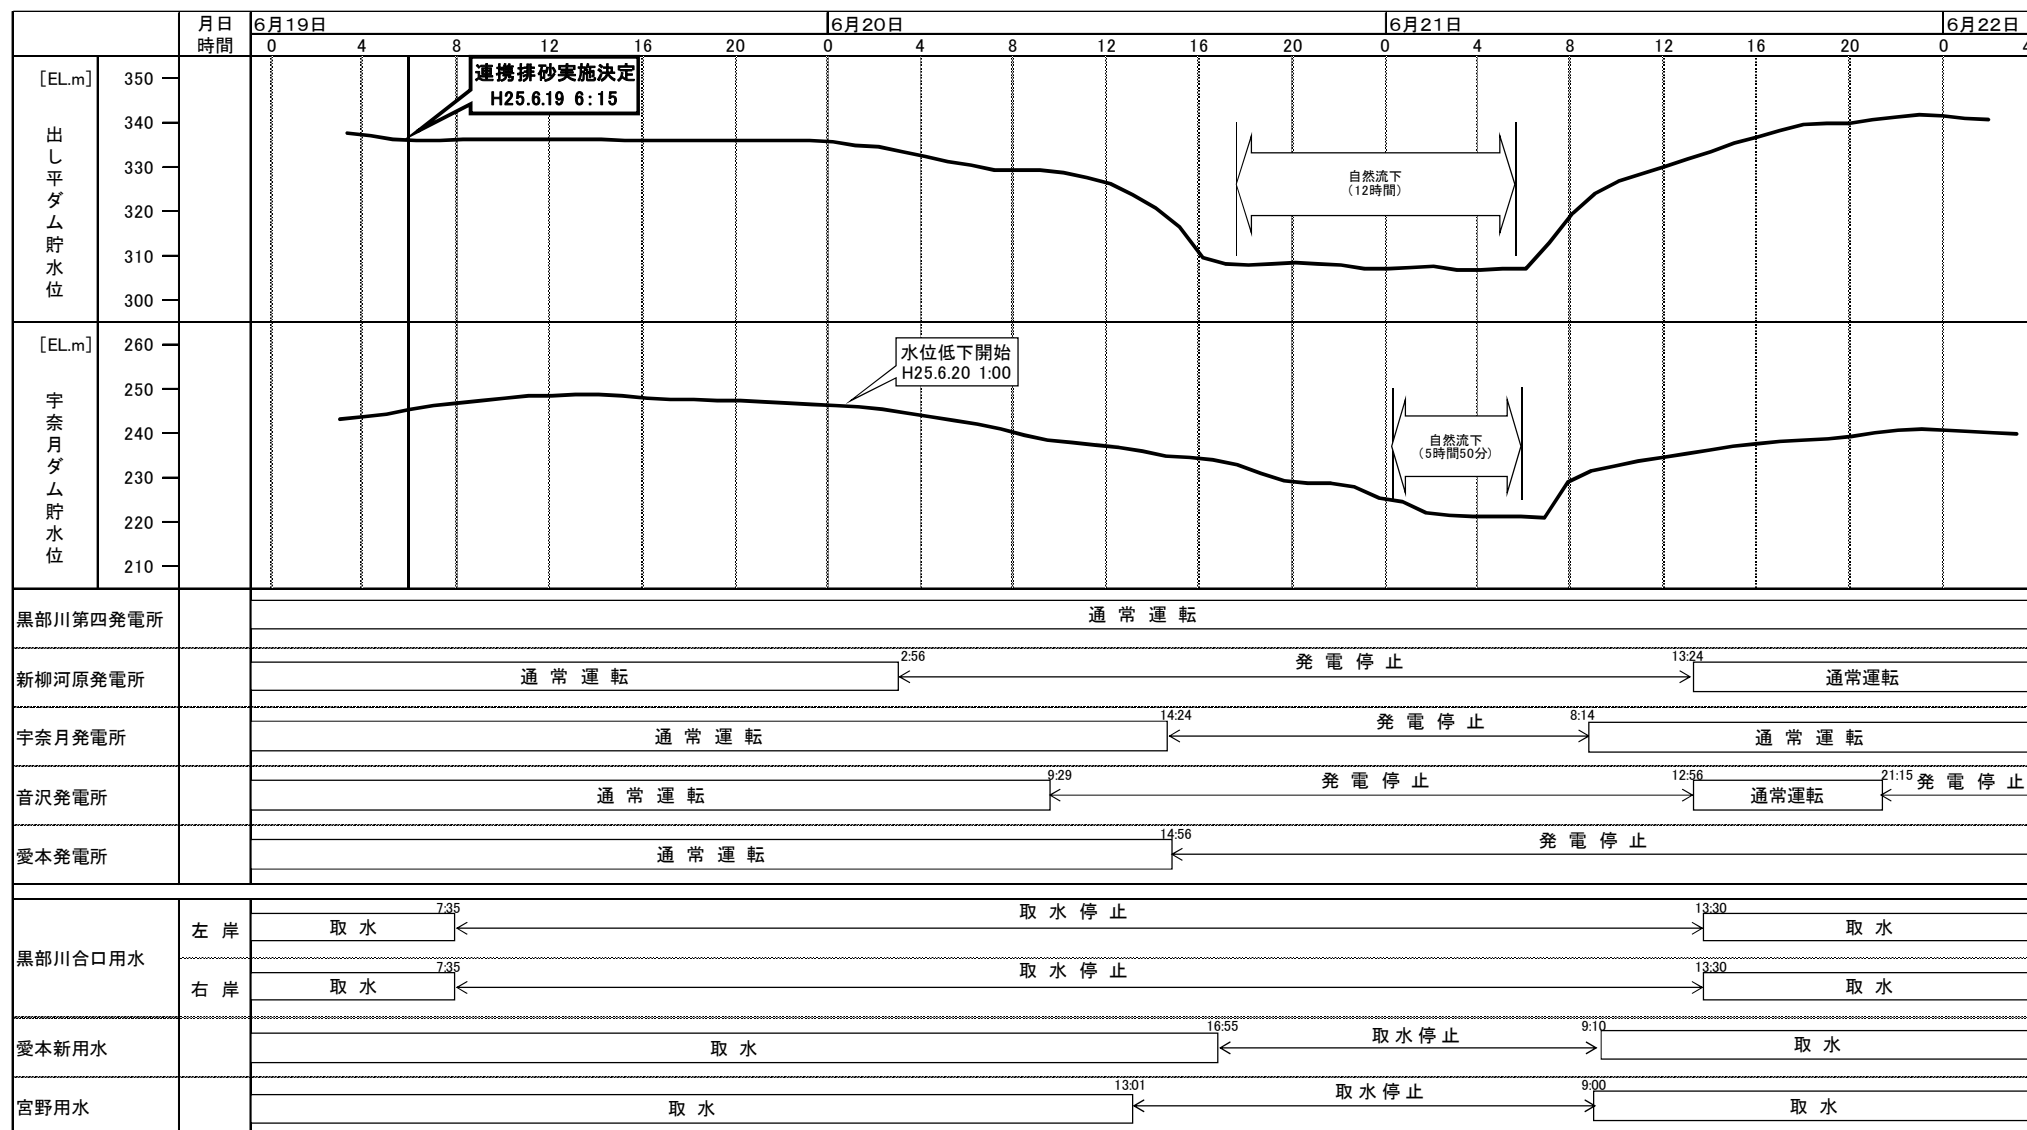 月日 6月19日 6月20日 6月21日 6月22日
時間 0 4 8 12 16 20 0 4 8 12 16 20 0 4 8 12 16 20 0 4
[EL.m] 350
340
330
320
310
300
出し平ダム貯水位
連携排砂実施決定
H25.6.19 6:15
自然流下
(12時間)
[EL.m] 260
250
240
230
220
210
宇奈月ダム貯水位
水位低下開始
H25.6.20 1:00
自然流下
(5時間50分)
黒部川第四発電所 通常運転
新柳河原発電所 通常運転 2:56 発電停止 13:24 通常運転
宇奈月発電所 通常運転 14:24 発電停止 8:14 通常運転
音沢発電所 通常運転 9:29 発電停止 12:56 通常運転 21:15 発電停止
愛本発電所 通常運転 14:56 発電停止
黒部川合口用水
左岸 取水 7:35 取水停止 13:30 取水
右岸 取水 7:35 取水停止 13:30 取水
愛本新用水 取水 16:55 取水停止 9:10 取水
宮野用水 取水 13:01 取水停止 9:00 取水